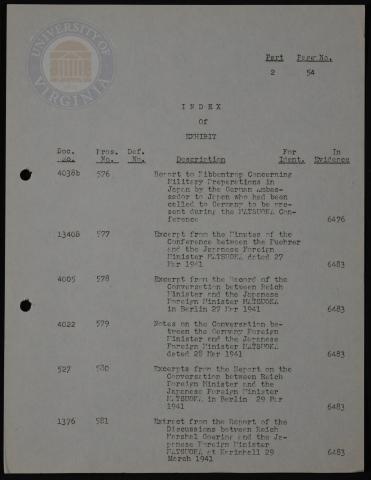 UNIVERSITY OF VIRGINIA
Part Page No.
2 54
INDEX
Of
EXHIBIT
Doc. Pros. Def. For In
No. No. No. Description Ident. Evidence
4038b 576 Report to Ribbentrop Concerning
Military Preparations in
Japan by the German Ambas-
sador to Japan who had been
called to Germany to be pre-
sent during the MATSUOKA Con-
ference 6476
1340B 577 Excerpt from the Minutes of the
Conference between the Fuehrer
and the Japanese Foreign
Minister MATSUOKA dated 27
Mar 1941 6483
4005 578 Excerpt from the Record of the
Conversation between Reich
Minister and the Japanese
Foreign Minister MATSUOKA
in Berlin 27 Mar 1941 6483
4022 579 Notes on the Conversation be-
tween the Germany Foreign
Minister and the Japanese
Foreign Minister MATSUOKA
dated 28 Mar 1941 6483
527 580 Excerpts from the Report on the
Conversation between Reich
Foreign Minister and the
Japanese Foreign Minister
MATSUOKA in Berlin 29 Mar
1941 6483
1376 581 Extract from the Report of the
Discussions between Reich
Marshal Goering and the Ja-
panese Foreign Minister
MATSUOKA at Karinhall 29
March 1941 6483